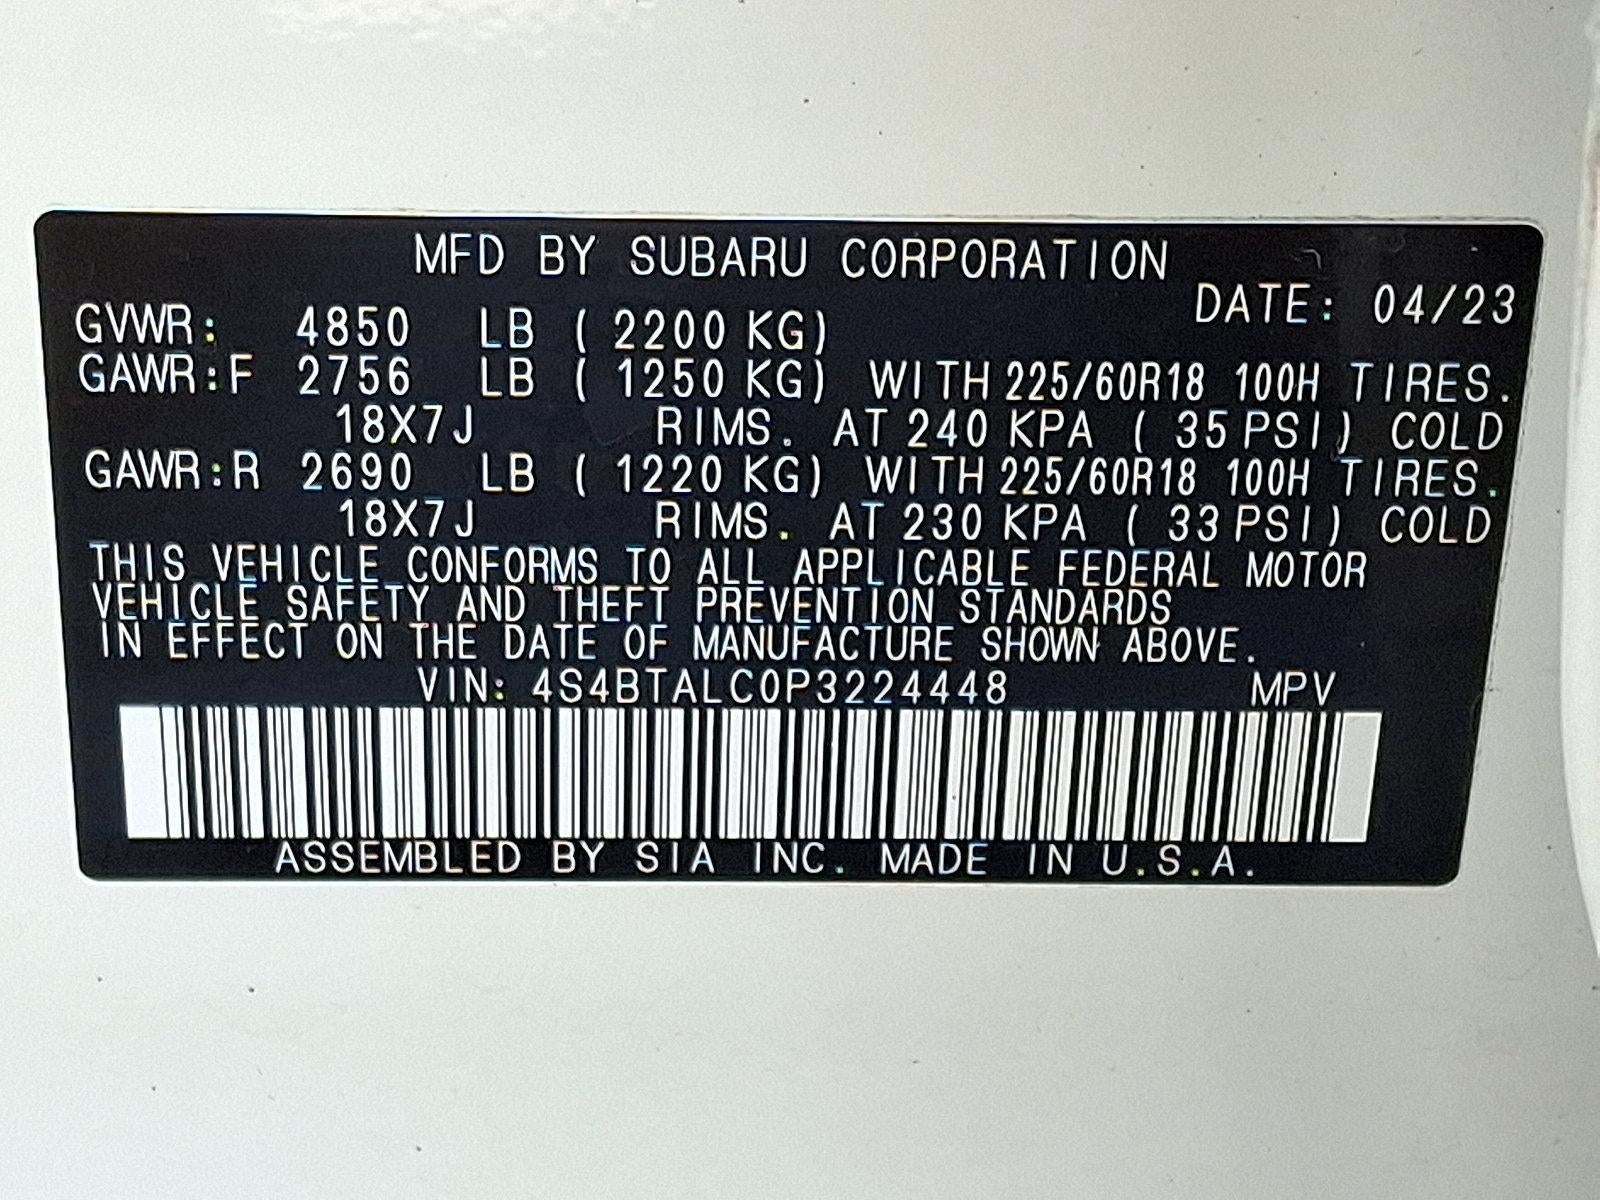 MFD BY SUBARU CORPORATION
DATE: 04/23
GVWR: 4850 LB ( 2200 KG)
GAWR:F 2756 LB ( 1250 KG) WITH 225/60R18 100H TIRES.
18X7J RIMS. AT 240 KPA ( 35 PSI) COLD
GAWR:R 2690 LB ( 1220 KG) WITH 225/60R18 100H TIRES.
18X7J RIMS. AT 230 KPA ( 33 PSI) COLD
THIS VEHICLE CONFORMS TO ALL APPLICABLE FEDERAL MOTOR
VEHICLE SAFETY AND THEFT PREVENTION STANDARDS
IN EFFECT ON THE DATE OF MANUFACTURE SHOWN ABOVE.
VIN: 4S4BTALC0P3224448 MPV
ASSEMBLED BY SIA INC. MADE IN U.S.A.